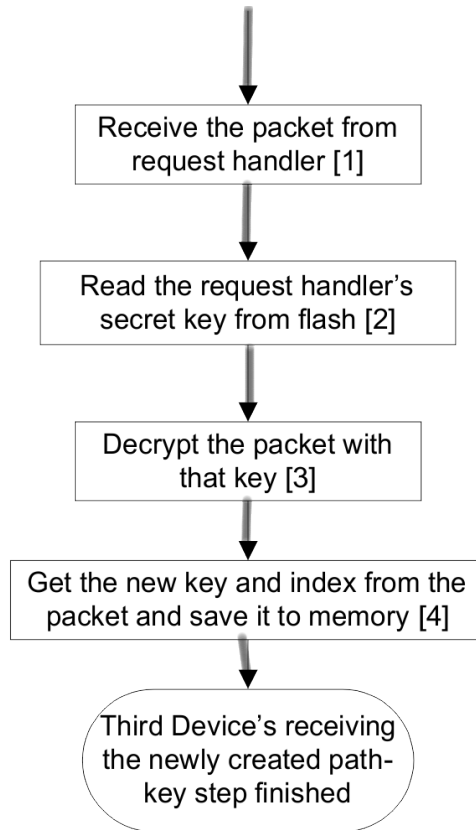 Receive the packet from
request handler [1]
Read the request handler’s
secret key from flash [2]
Decrypt the packet with
that key [3]
Get the new key and index from the
packet and save it to memory [4]
Third Device’s receiving
the newly created path-
key step finished